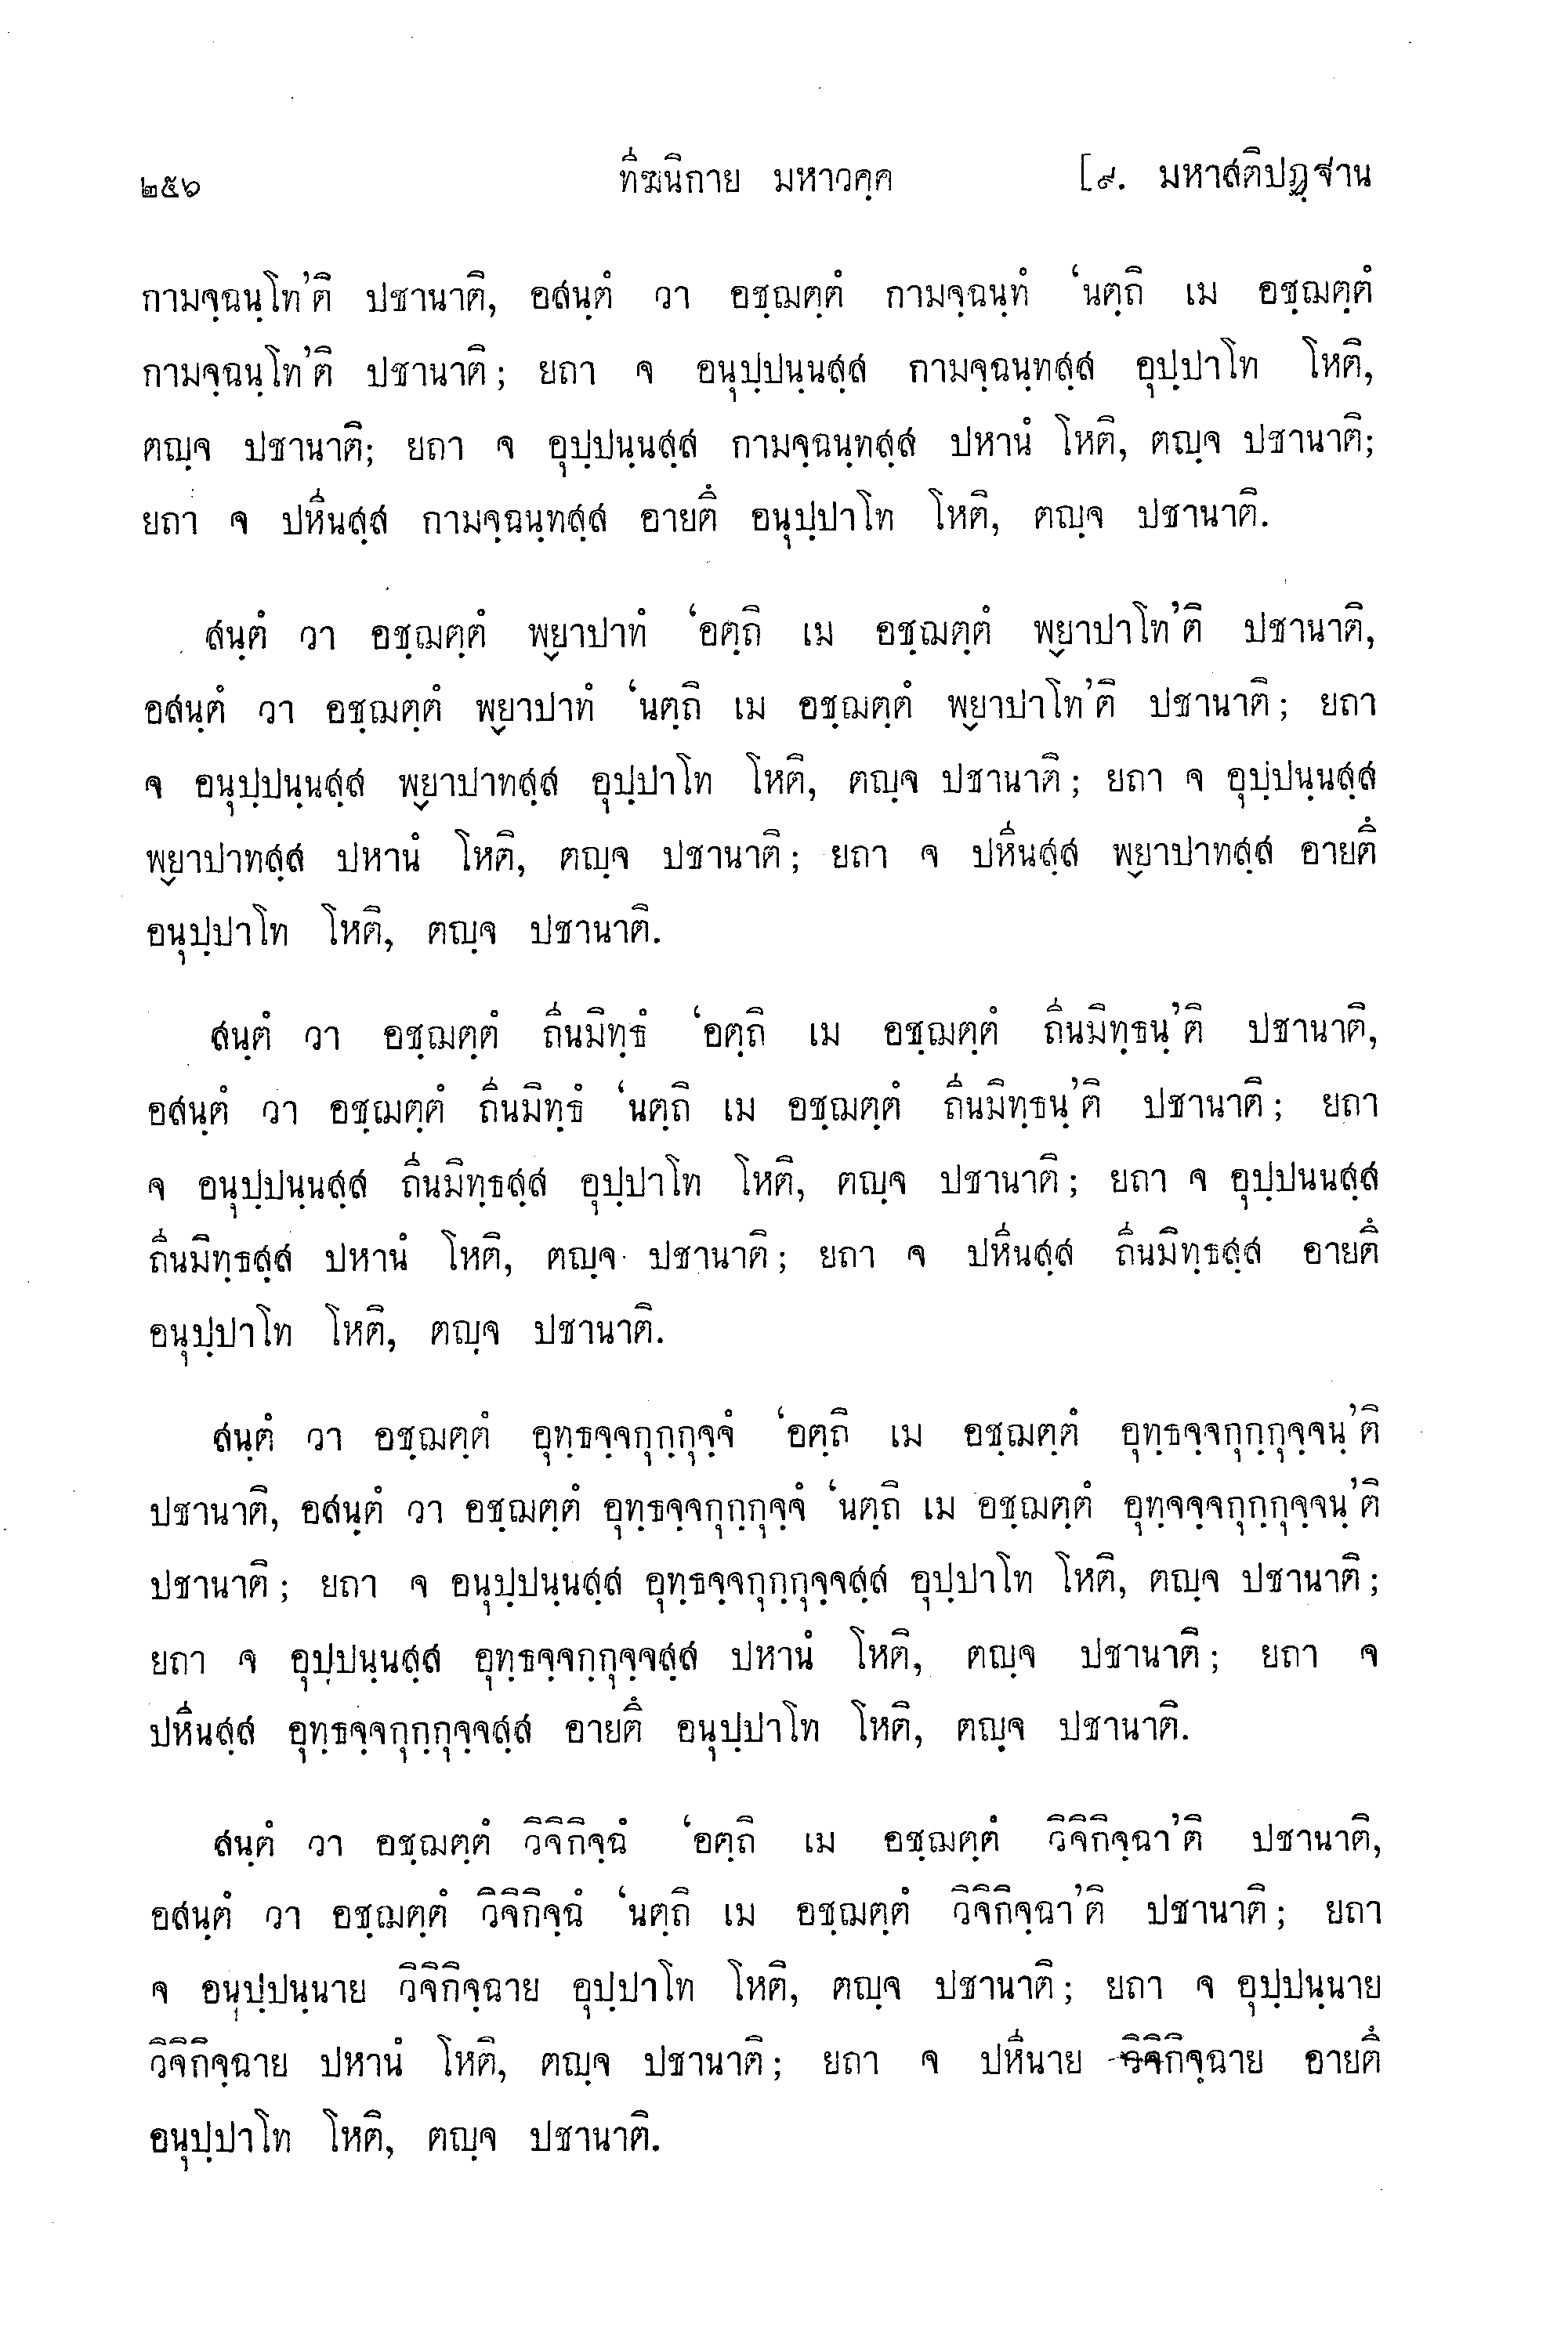 ๒๕๖ ทีฆนิกาย มหาวคฺค [๙. มหาสติปฏฺฐาน
กามจฺฉนฺโท’ติ ปชานาติ, อสนฺตํ วา อชฺฌตฺตํ กามจฺฉนฺทํ ‘นตฺถิ เม อชฺฌตฺตํ
กามจฺฉนฺโท’ติ ปชานาติ; ยถา จ อนุปฺปนฺนสฺส กามจฺฉนฺทสฺส อุปฺปาโท โหติ,
ตญฺจ ปชานาติ; ยถา จ อุปฺปนฺนสฺส กามจฺฉนฺทสฺส ปหานํ โหติ, ตญฺจ ปชานาติ;
ยถา จ ปหีนสฺส กามจฺฉนฺทสฺส อายตึ อนุปฺปาโท โหติ, ตญฺจ ปชานาติ.
สนฺตํ วา อชฺฌตฺตํ พฺยาปาทํ ‘อตฺถิ เม อชฺฌตฺตํ พฺยาปาโท’ติ ปชานาติ,
อสนฺตํ วา อชฺฌตฺตํ พฺยาปาทํ ‘นตฺถิ เม อชฺฌตฺตํ พฺยาปาโท’ติ ปชานาติ; ยถา
จ อนุปฺปนฺนสฺส พฺยาปาทสฺส อุปฺปาโท โหติ, ตญฺจ ปชานาติ; ยถา จ อุปฺปนฺนสฺส
พฺยาปาทสฺส ปหานํ โหติ, ตญฺจ ปชานาติ; ยถา จ ปหีนสฺส พฺยาปาทสฺส อายตึ
อนุปฺปาโท โหติ, ตญฺจ ปชานาติ.
สนฺตํ วา อชฺฌตฺตํ ถีนมิทฺธํ ‘อตฺถิ เม อชฺฌตฺตํ ถีนมิทฺธนฺ’ติ ปชานาติ,
อสนฺตํ วา อชฺฌตฺตํ ถีนมิทฺธํ ‘นตฺถิ เม อชฺฌตฺตํ ถีนมิทฺธนฺ’ติ ปชานาติ; ยถา
จ อนุปฺปนฺนสฺส ถีนมิทฺธสฺส อุปฺปาโท โหติ, ตญฺจ ปชานาติ; ยถา จ อุปฺปนนสฺส
ถีนมิทฺธสฺส ปหานํ โหติ, ตญฺจ ปชานาติ; ยถา จ ปหีนสฺส ถีนมิทฺธสฺส อายตึ
อนุปฺปาโท โหติ, ตญฺจ ปชานาติ.
สนฺตํ วา อชฺฌตฺตํ อุทฺธจฺจกุกฺกุจฺจํ ‘อตฺถิ เม อชฺฌตฺตํ อุทฺธจฺจกุกฺกุจฺจนฺ’ติ
ปชานาติ, อสนฺตํ วา อชฺฌตฺตํ อุทฺธจฺจกุกฺกุจฺจํ ‘นตฺถิ เม อชฺฌตฺตํ อุทฺจจฺจกุกฺกุจฺจนฺ’ติ
ปชานาติ; ยถา จ อนุปฺปนฺนสฺส อุทฺธจฺจกุกฺกุจฺจสฺส อุปฺปาโท โหติ, ตญฺจ ปชานาติ;
ยถา จ อุปฺปนฺนสฺส อุทฺธจฺจกฺกุจฺจสฺส ปหานํ โหติ, ตญฺจ ปชานาติ; ยถา จ
ปหีนสฺส อุทฺธจฺจกุกฺกุจฺจสฺส อายตึ อนุปฺปาโท โหติ, ตญฺจ ปชานาติ.
สนฺตํ วา อชฺฌตฺตํ วิจิกิจฺฉํ ‘อตฺถิ เม อชฺฌตฺตํ วิจิกิจฺฉา’ติ ปชานาติ,
อสนฺตํ วา อชฺฌตฺตํ วิจิกิจฺฉํ ‘นตฺถิ เม อชฺฌตฺตํ วิจิกิจฺฉา’ติ ปชานาติ; ยถา
จ อนุปฺปนฺนาย วิจิกิจฺฉาย อุปฺปาโท โหติ, ตญฺจ ปชานาติ; ยถา จ อุปฺปนฺนาย
วิจิกิจฺฉาย ปหานํ โหติ, ตญฺจ ปชานาติ; ยถา จ ปหีนาย วิจิกิจฺฉาย อายตึ
อนุปฺปาโท โหติ, ตญฺจ ปชานาติ.